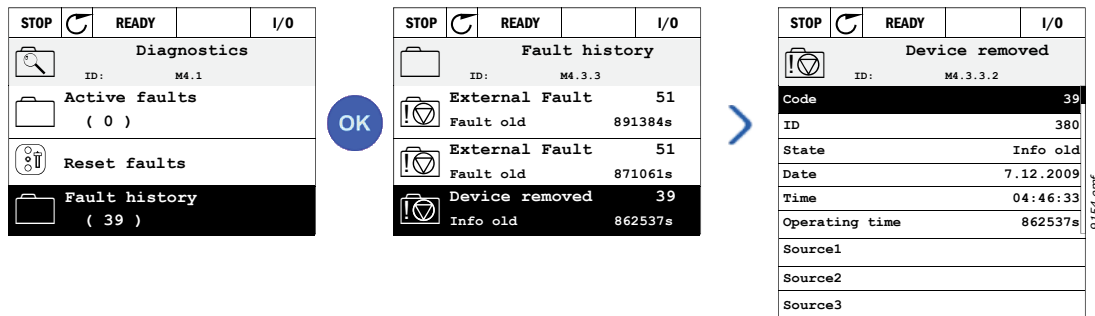 STOP READY I/O
Diagnostics
ID: M4.1
Active faults
( 0 )
Reset faults
Fault history
( 39 )
OK
STOP READY I/O
Fault history
ID: M4.3.3
External Fault 51
Fault old 891384s
External Fault 51
Fault old 871061s
Device removed 39
Info old 862537s
STOP READY I/O
Device removed
ID: M4.3.3.2
Code 39
ID 380
State Info old
Date 7.12.2009
Time 04:46:33
Operating time 862537s
Source1
Source2
Source3